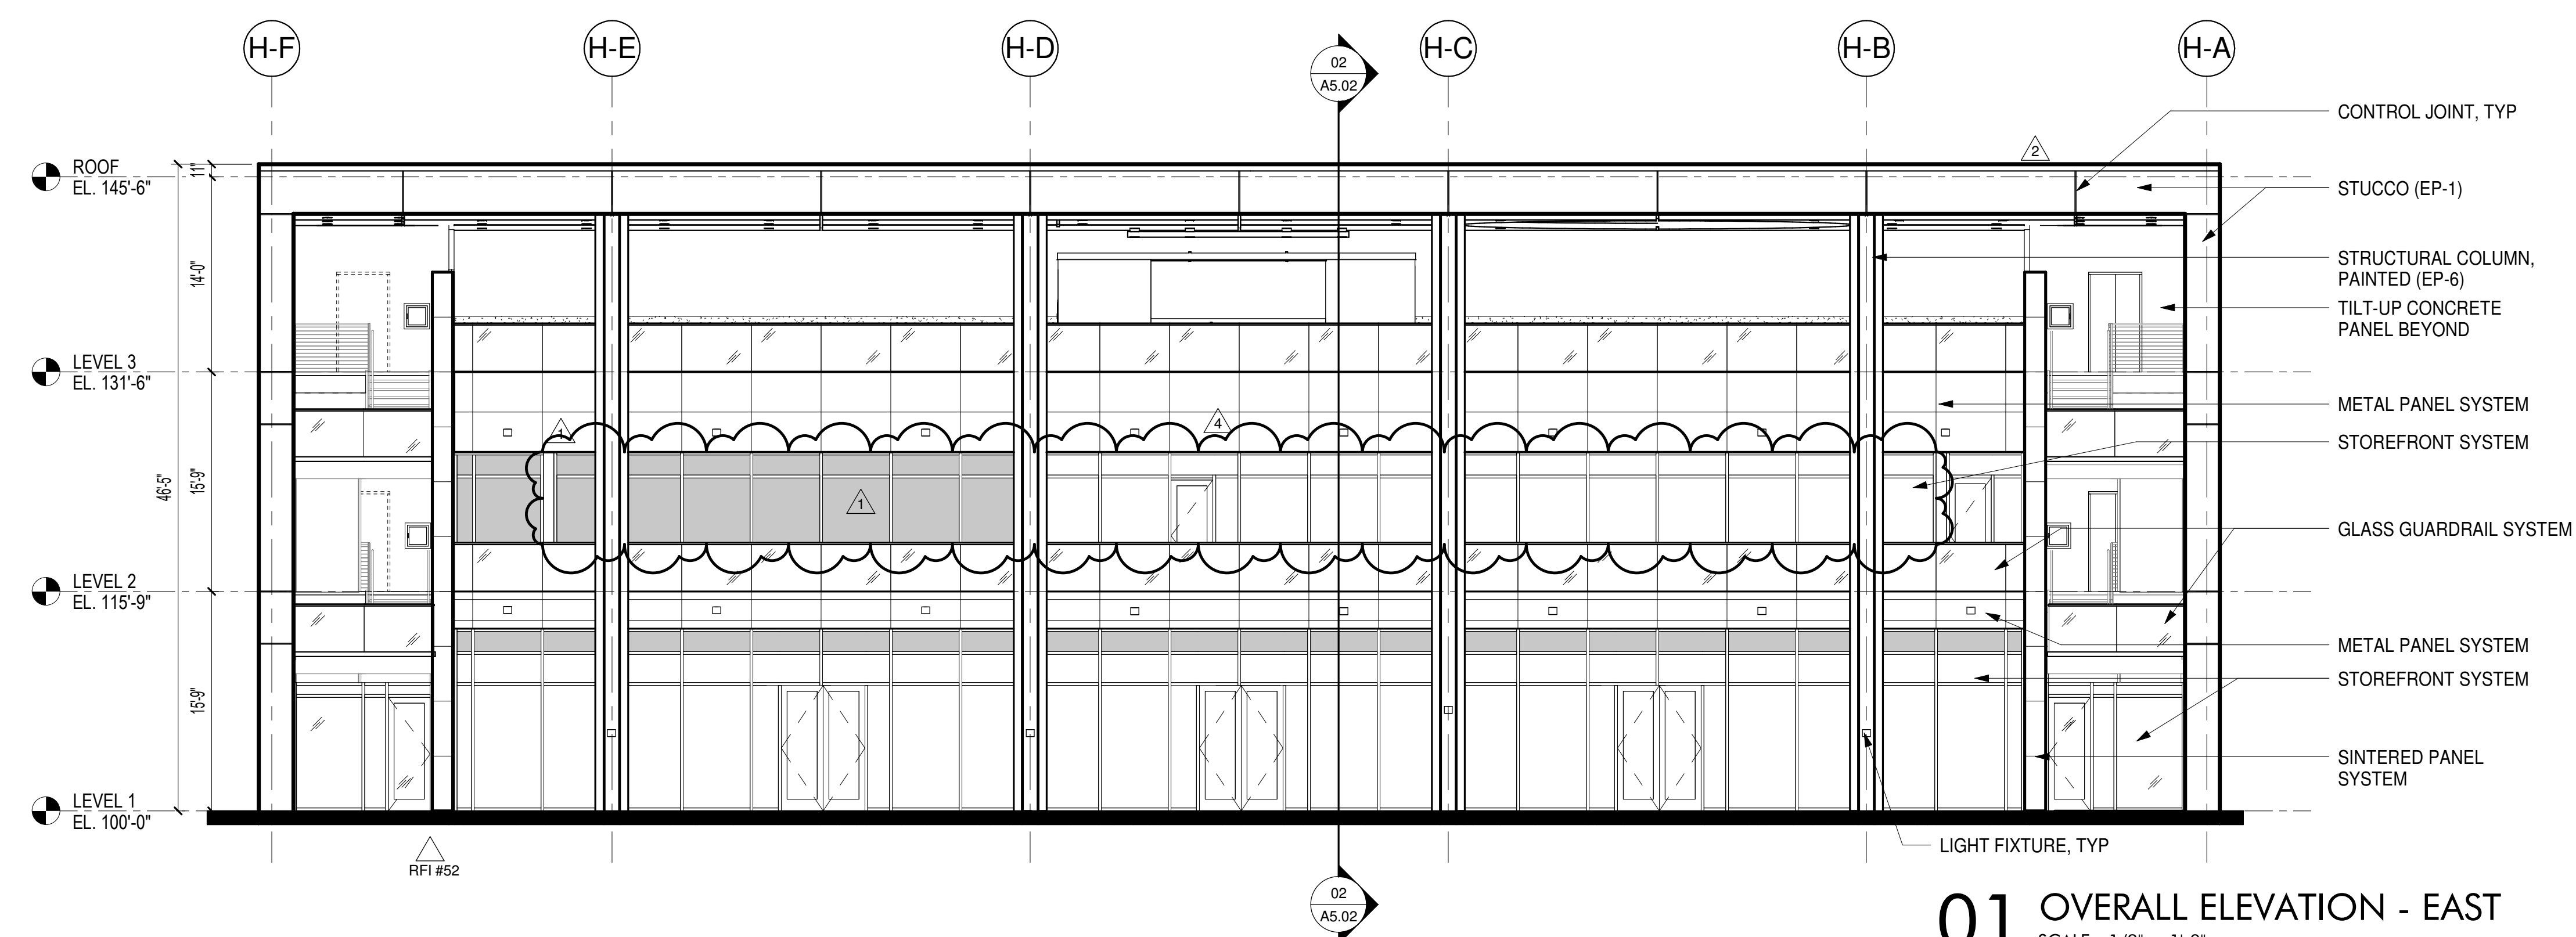 H-F
H-E
H-D
H-C
H-B
H-A
02
A5.02
CONTROL JOINT, TYP
2
ROOF
EL. 145'-6"
11"
STUCCO (EP-1)
STRUCTURAL COLUMN,
PAINTED (EP-6)
14'-0"
TILT-UP CONCRETE
PANEL BEYOND
LEVEL 3
EL. 131'-6"
METAL PANEL SYSTEM
1
4
STOREFRONT SYSTEM
46'-5"
15'-9"
1
GLASS GUARDRAIL SYSTEM
LEVEL 2
EL. 115'-9"
METAL PANEL SYSTEM
STOREFRONT SYSTEM
15'-9"
SINTERED PANEL
SYSTEM
LEVEL 1
EL. 100'-0"
LIGHT FIXTURE, TYP
RFI #52
02
A5.02
01
OVERALL ELEVATION - EAST